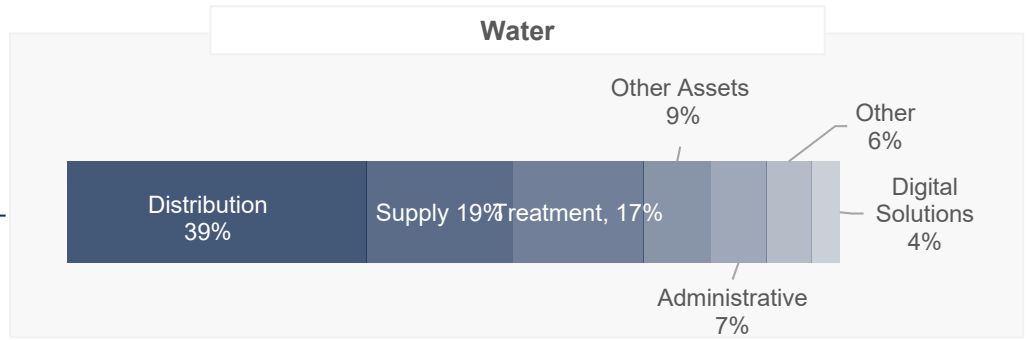 Water
Other Assets
9%
Other
6%
Distribution
39%
Supply 19%
Treatment, 17%
Digital
Solutions
4%
Administrative
7%